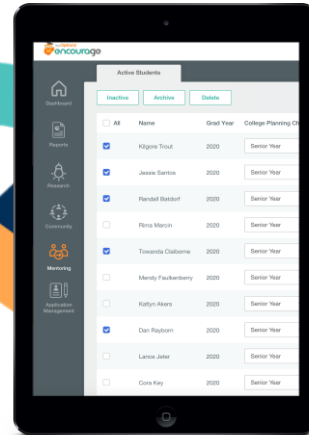 encourage
Active Students
Inactive Archive Delete
All Name Grad Year College Planning Ch
Dashboard
Kilgore Trout 2020 Senior Year
Reports
Jessie Santos 2020 Senior Year
Research
Randall Batdorf 2020 Senior Year
Community
Rima Marcin 2020 Senior Year
Towanda Claiborne 2020 Senior Year
Mentoring
Mendy Faulkenberry 2020 Senior Year
Application
Management
Katlyn Akers 2020 Senior Year
Dan Rayborn 2020 Senior Year
Lance Jeter 2020 Senior Year
Cora Key 2020 Senior Year